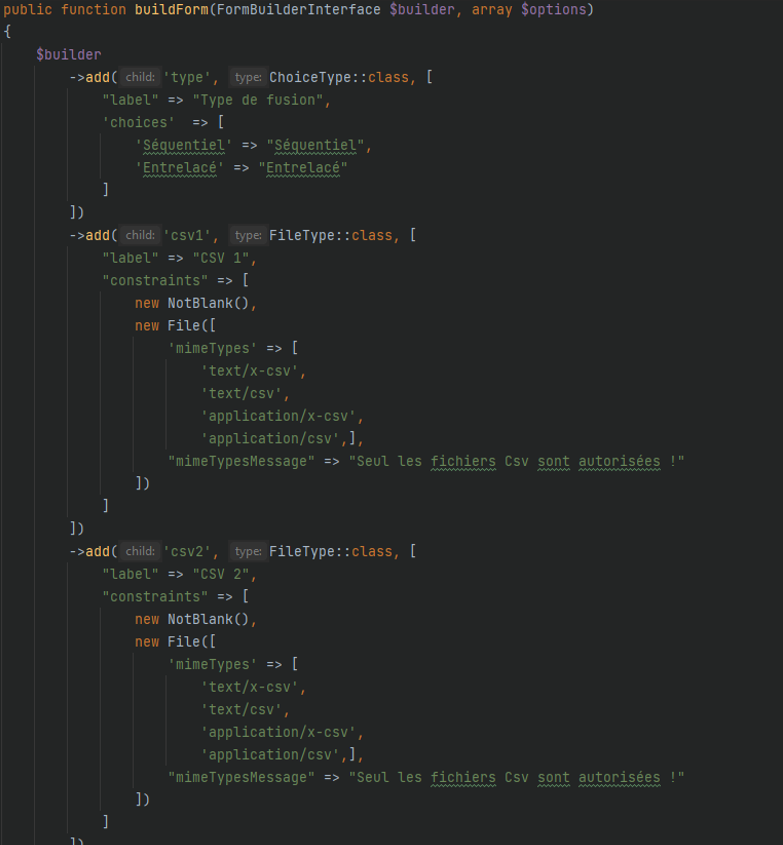 public function buildForm(FormBuilderInterface $builder, array $options)
{
$builder
->add( child: 'type', type: ChoiceType::class, [
"label" => "Type de fusion",
'choices' => [
'Séquentiel' => "Séquentiel",
'Entrelacé' => "Entrelacé"
]
])
->add( child: 'csv1', type: FileType::class, [
"label" => "CSV 1",
"constraints" => [
new NotBlank(),
new File([
'mimeTypes' => [
'text/x-csv',
'text/csv',
'application/x-csv',
'application/csv',],
"mimeTypesMessage" => "Seul les fichiers Csv sont autorisées !"
])
]
])
->add( child: 'csv2', type: FileType::class, [
"label" => "CSV 2",
"constraints" => [
new NotBlank(),
new File([
'mimeTypes' => [
'text/x-csv',
'text/csv',
'application/x-csv',
'application/csv',],
"mimeTypesMessage" => "Seul les fichiers Csv sont autorisées !"
])
]
])